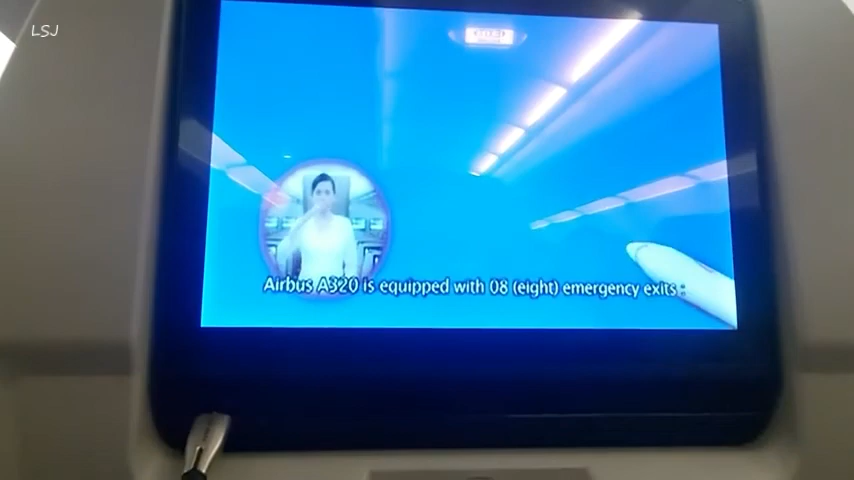 LSJ
Airbus A320 is equipped with 08 (eight) emergency exits :